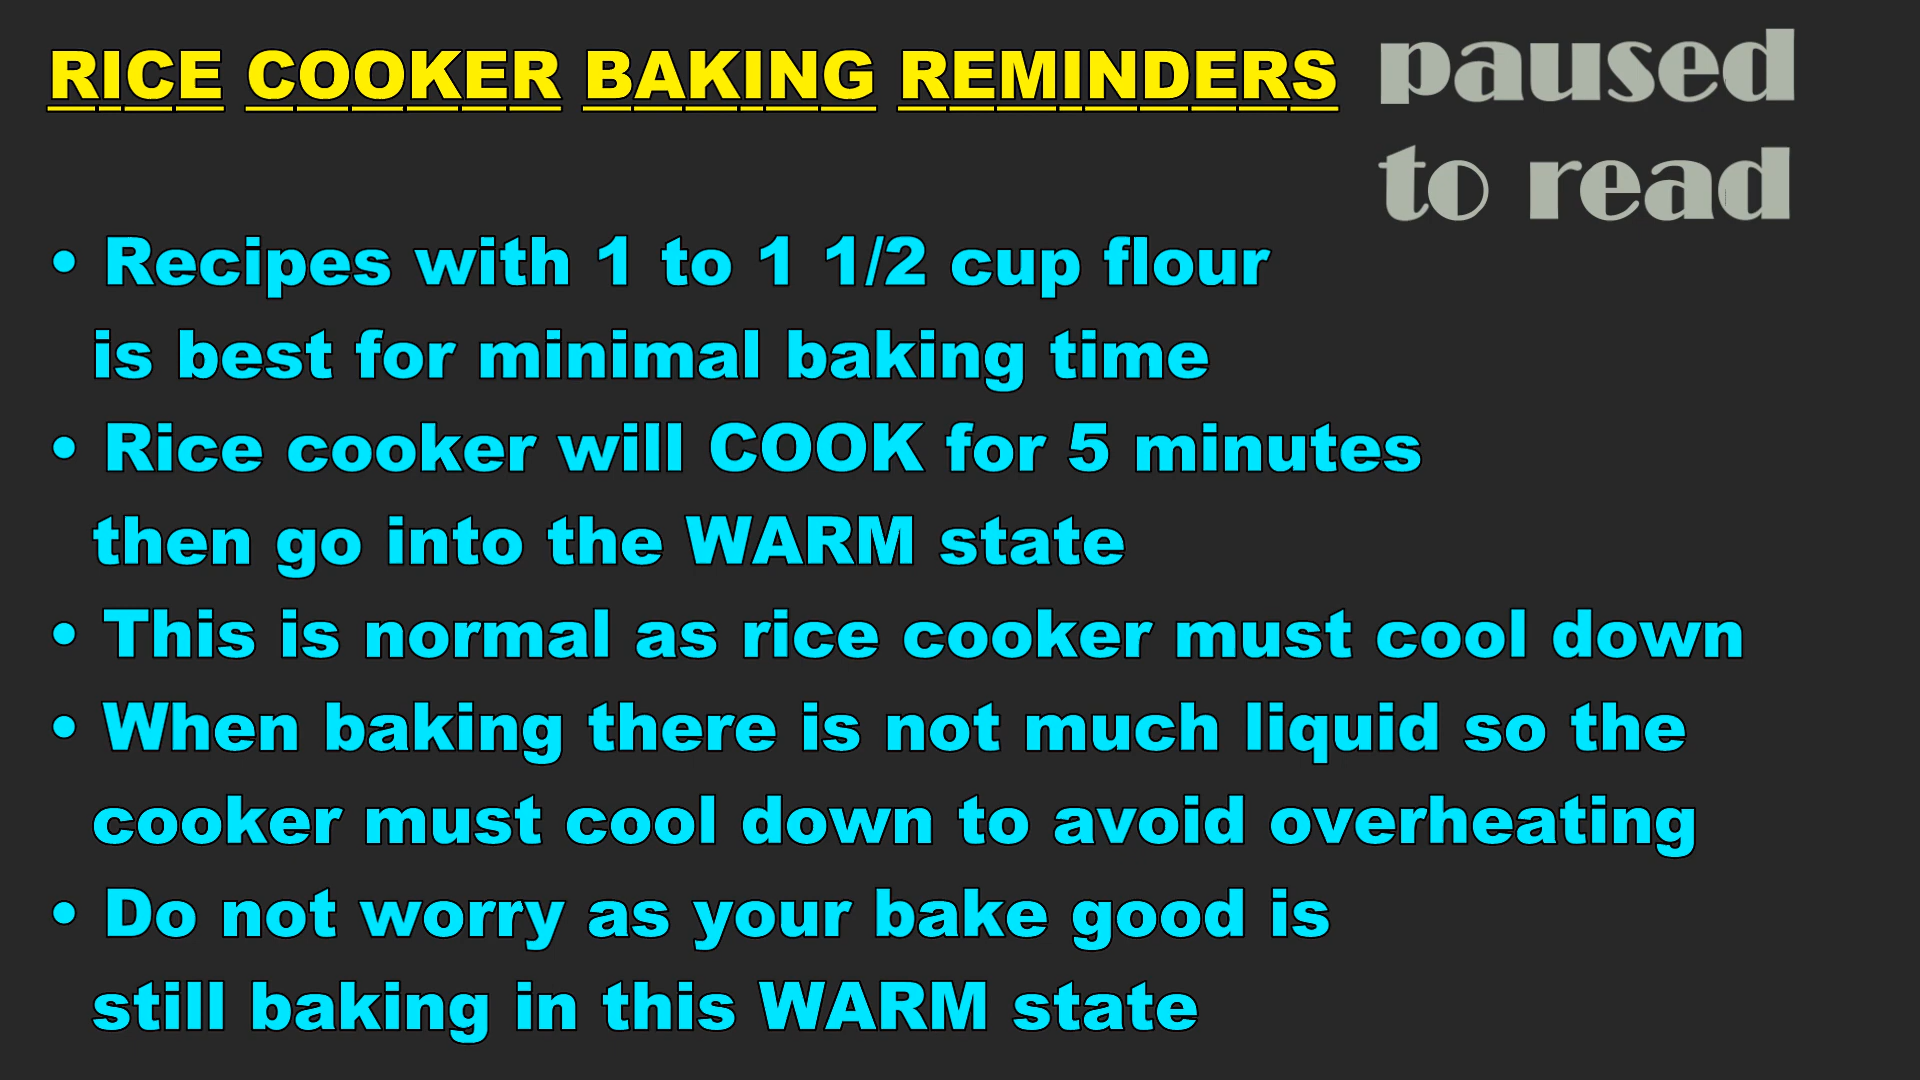 RICE COOKER BAKING REMINDERS
paused
to read
• Recipes with 1 to 1 1/2 cup flour
is best for minimal baking time
• Rice cooker will COOK for 5 minutes
then go into the WARM state
• This is normal as rice cooker must cool down
• When baking there is not much liquid so the
cooker must cool down to avoid overheating
• Do not worry as your bake good is
still baking in this WARM state